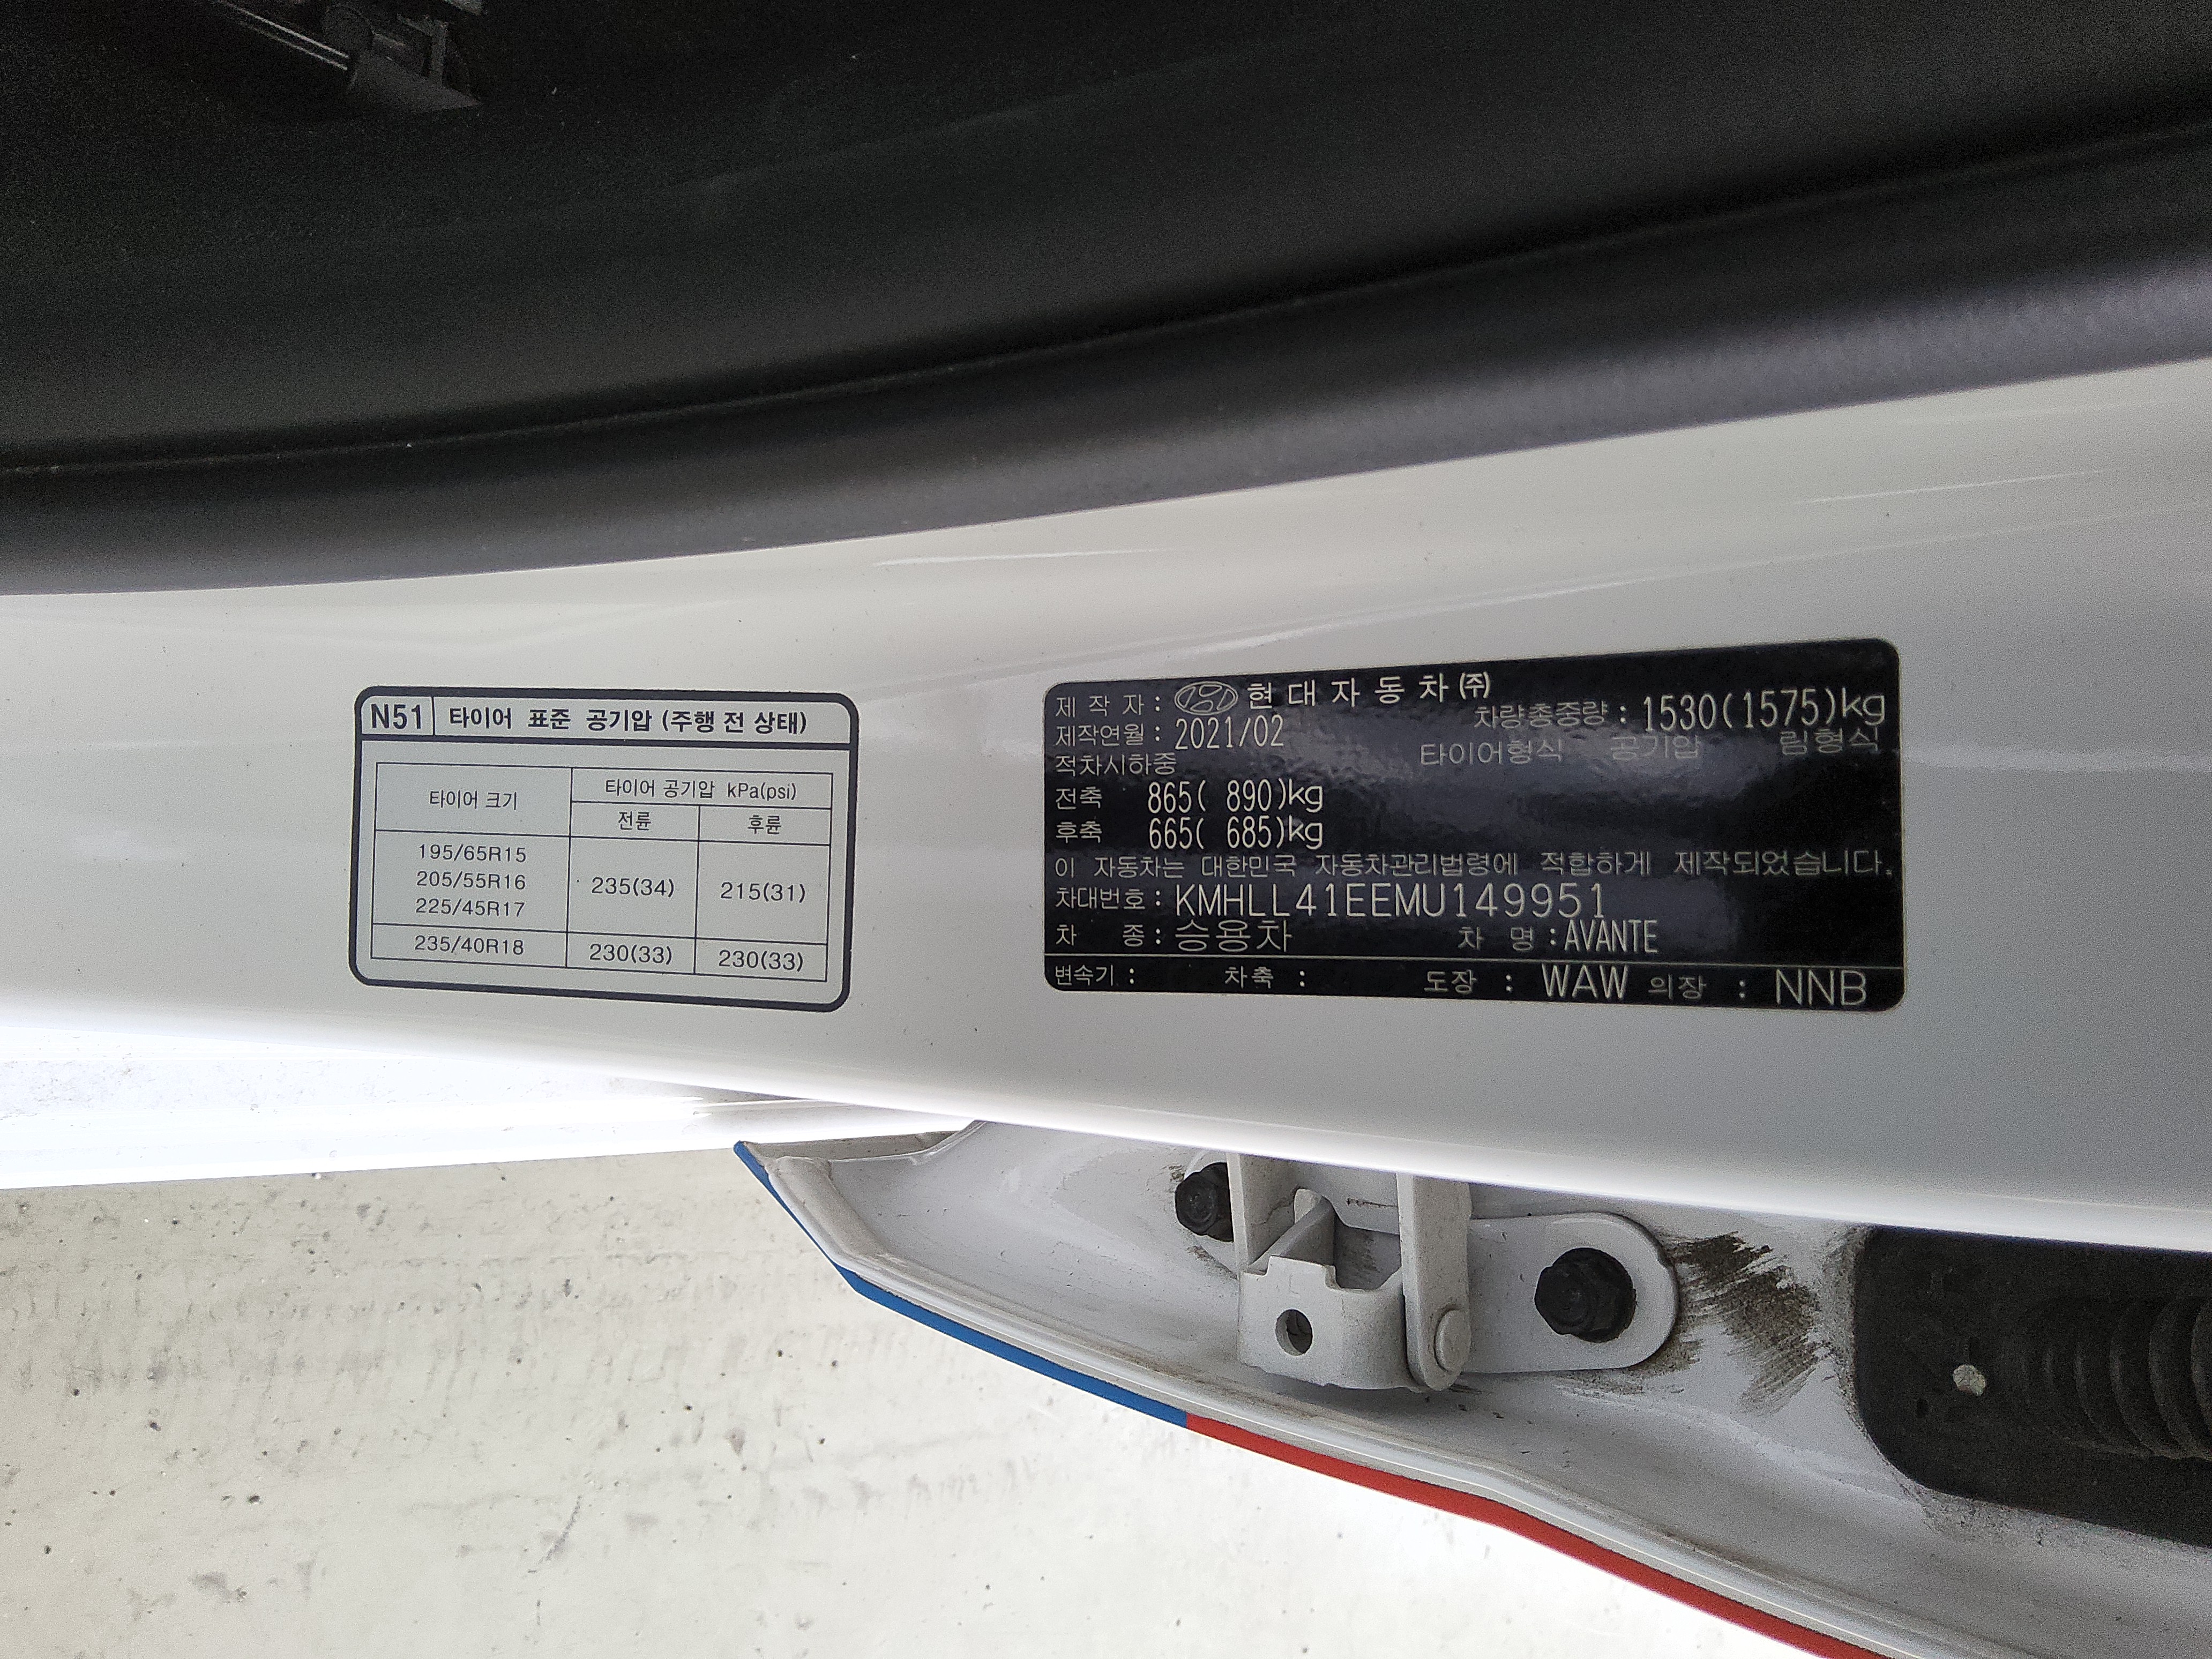 N51 타이어 표준 공기압 (주행 전 상태)
타이어 크기 타이어 공기압 kPa(psi)
전륜 후륜
195/65R15
205/55R16 235(34) 215(31)
225/45R17
235/40R18 230(33) 230(33)
제작자 : 현대자동차㈜
차량총중량 : 1530(1575)kg
제작연월 : 2021/02
타이어형식 공기압 림형식
적차시하중
전축 865( 890)kg
후축 665( 685)kg
이 자동차는 대한민국 자동차관리법령에 적합하게 제작되었습니다.
차대번호 : KMHLL41EEMU149951
차 종 : 승용차 차 명 : AVANTE
변속기 : 차축 : 도장 : WAW 의장 : NNB
L